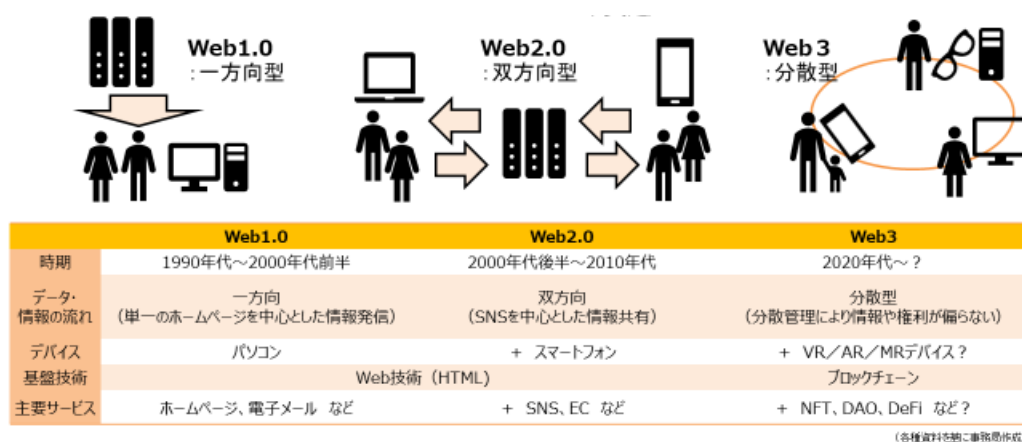 Web1.0
:一方向型
Web2.0
:双方向型
Web3
:分散型
Web1.0 Web2.0 Web3
時期 1990年代～2000年代前半 2000年代後半～2010年代 2020年代～？
データ・
情報の流れ
一方向
(単一のホームページを中心とした情報発信)
双方向
(SNSを中心とした情報共有)
分散型
(分散管理により情報や権利が偏らない)
デバイス パソコン + スマートフォン + VR／AR／MRデバイス？
基盤技術 Web技術（HTML) ブロックチェーン
主要サービス ホームページ、電子メール など + SNS、EC など + NFT、DAO、DeFi など？
(各種資料を基に事務局作成